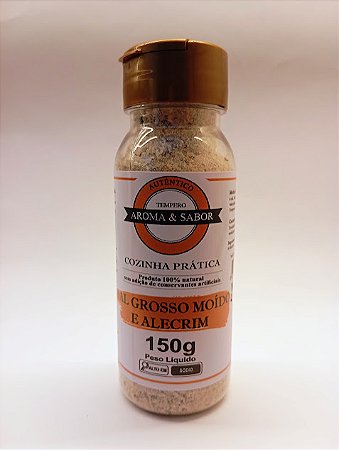 AUTÊNTICO
TEMPERO
AROMA & SABOR
COZINHA PRÁTICA
Produto 100% natural
sem adição de conservantes artificiais
SAL GROSSO MOÍDO
E ALECRIM
150g
Peso Líquido
ALTO EM SÓDIO